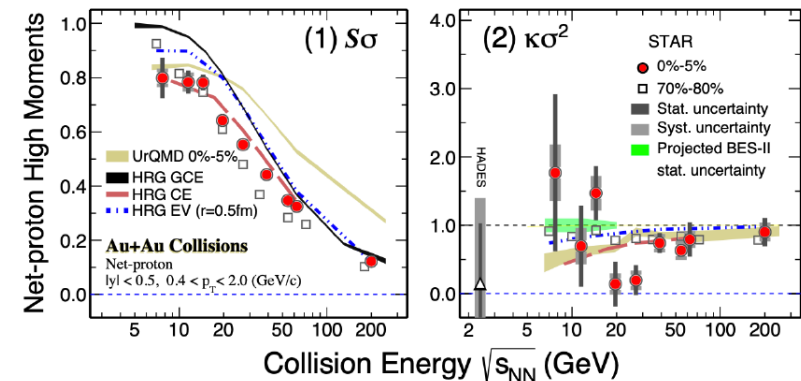 Net-proton High Moments
(1) Sσ
1.0
0.8
0.6
0.4
0.2
0.0
UrQMD 0%-5%
HRG GCE
HRG CE
HRG EV (r=0.5fm)
Au+Au Collisions
Net-proton
|y| < 0.5, 0.4 < p_T < 2.0 (GeV/c)
5 10 20 50 100 200
(2) κσ²
4.0
3.0
2.0
1.0
0.0
STAR
0%-5%
70%-80%
Stat. uncertainty
Syst. uncertainty
Projected BES-II
stat. uncertainty
HADES
2 5 10 20 50 100 200
Collision Energy √s_NN (GeV)